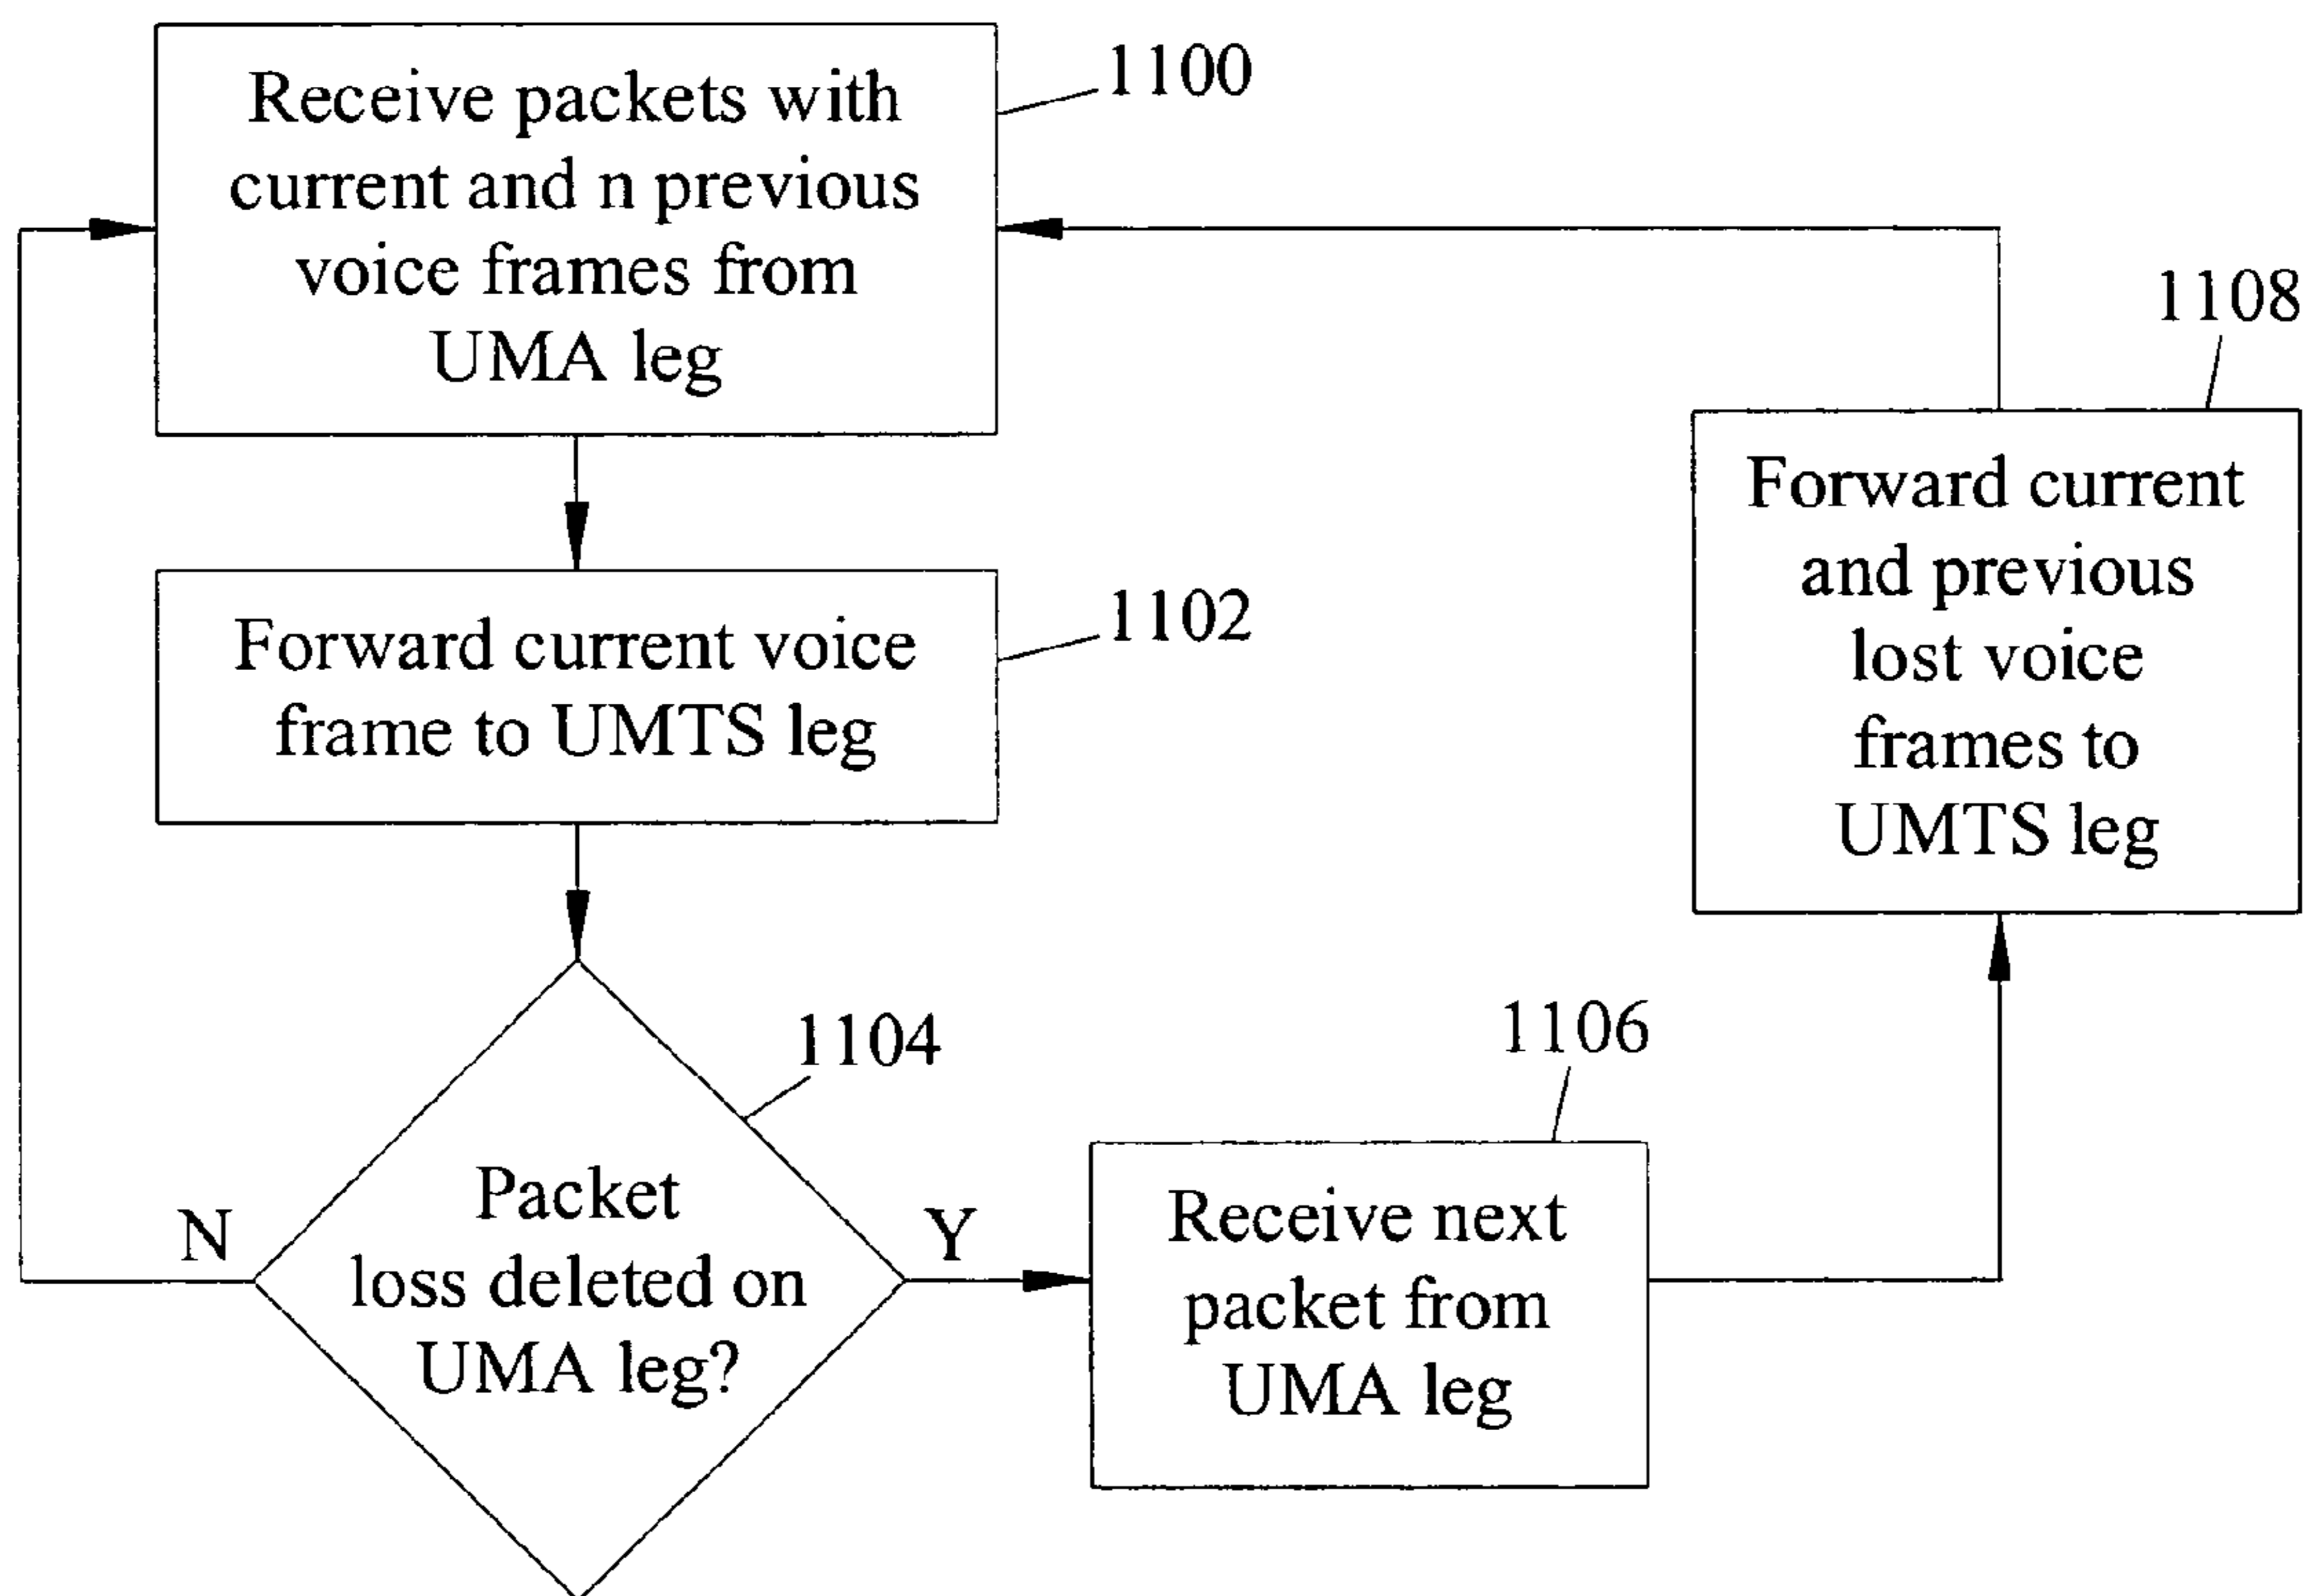 Receive packets with
current and n previous
voice frames from
UMA leg
1100
Forward current voice
frame to UMTS leg
1102
Packet
loss deleted on
UMA leg?
1104
N
Y
Receive next
packet from
UMA leg
1106
Forward current
and previous
lost voice
frames to
UMTS leg
1108